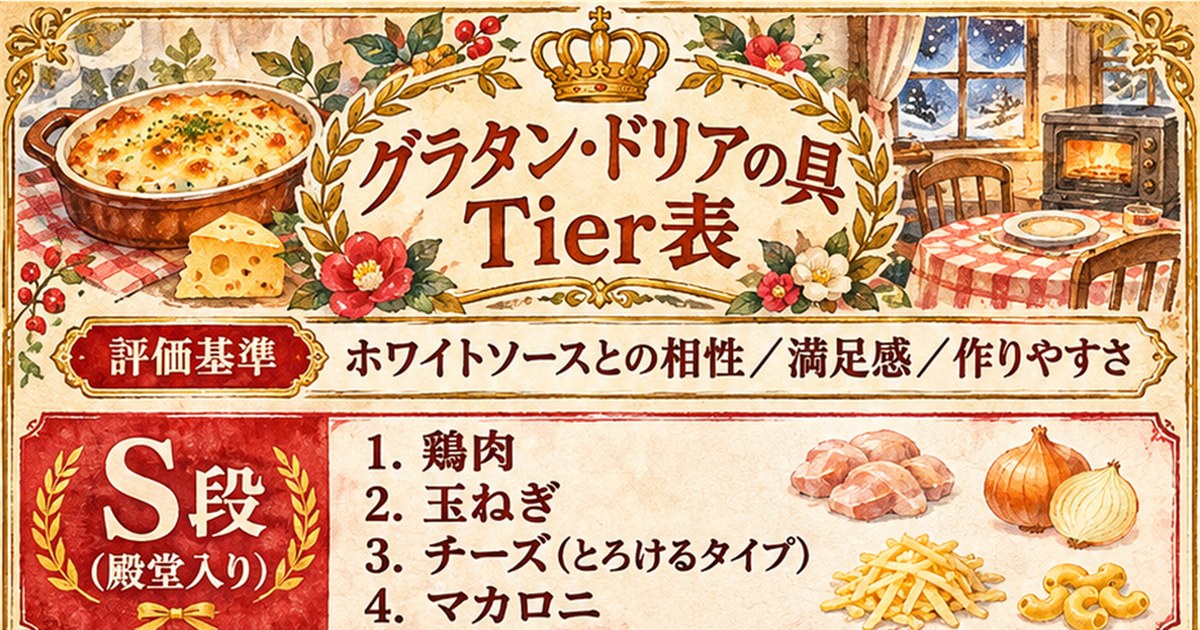 グラタン・ドリアの具
Tier表
評価基準
ホワイトソースとの相性／満足感／作りやすさ
S段
(殿堂入り)
1. 鶏肉
2. 玉ねぎ
3. チーズ(とろけるタイプ)
4. マカロニ